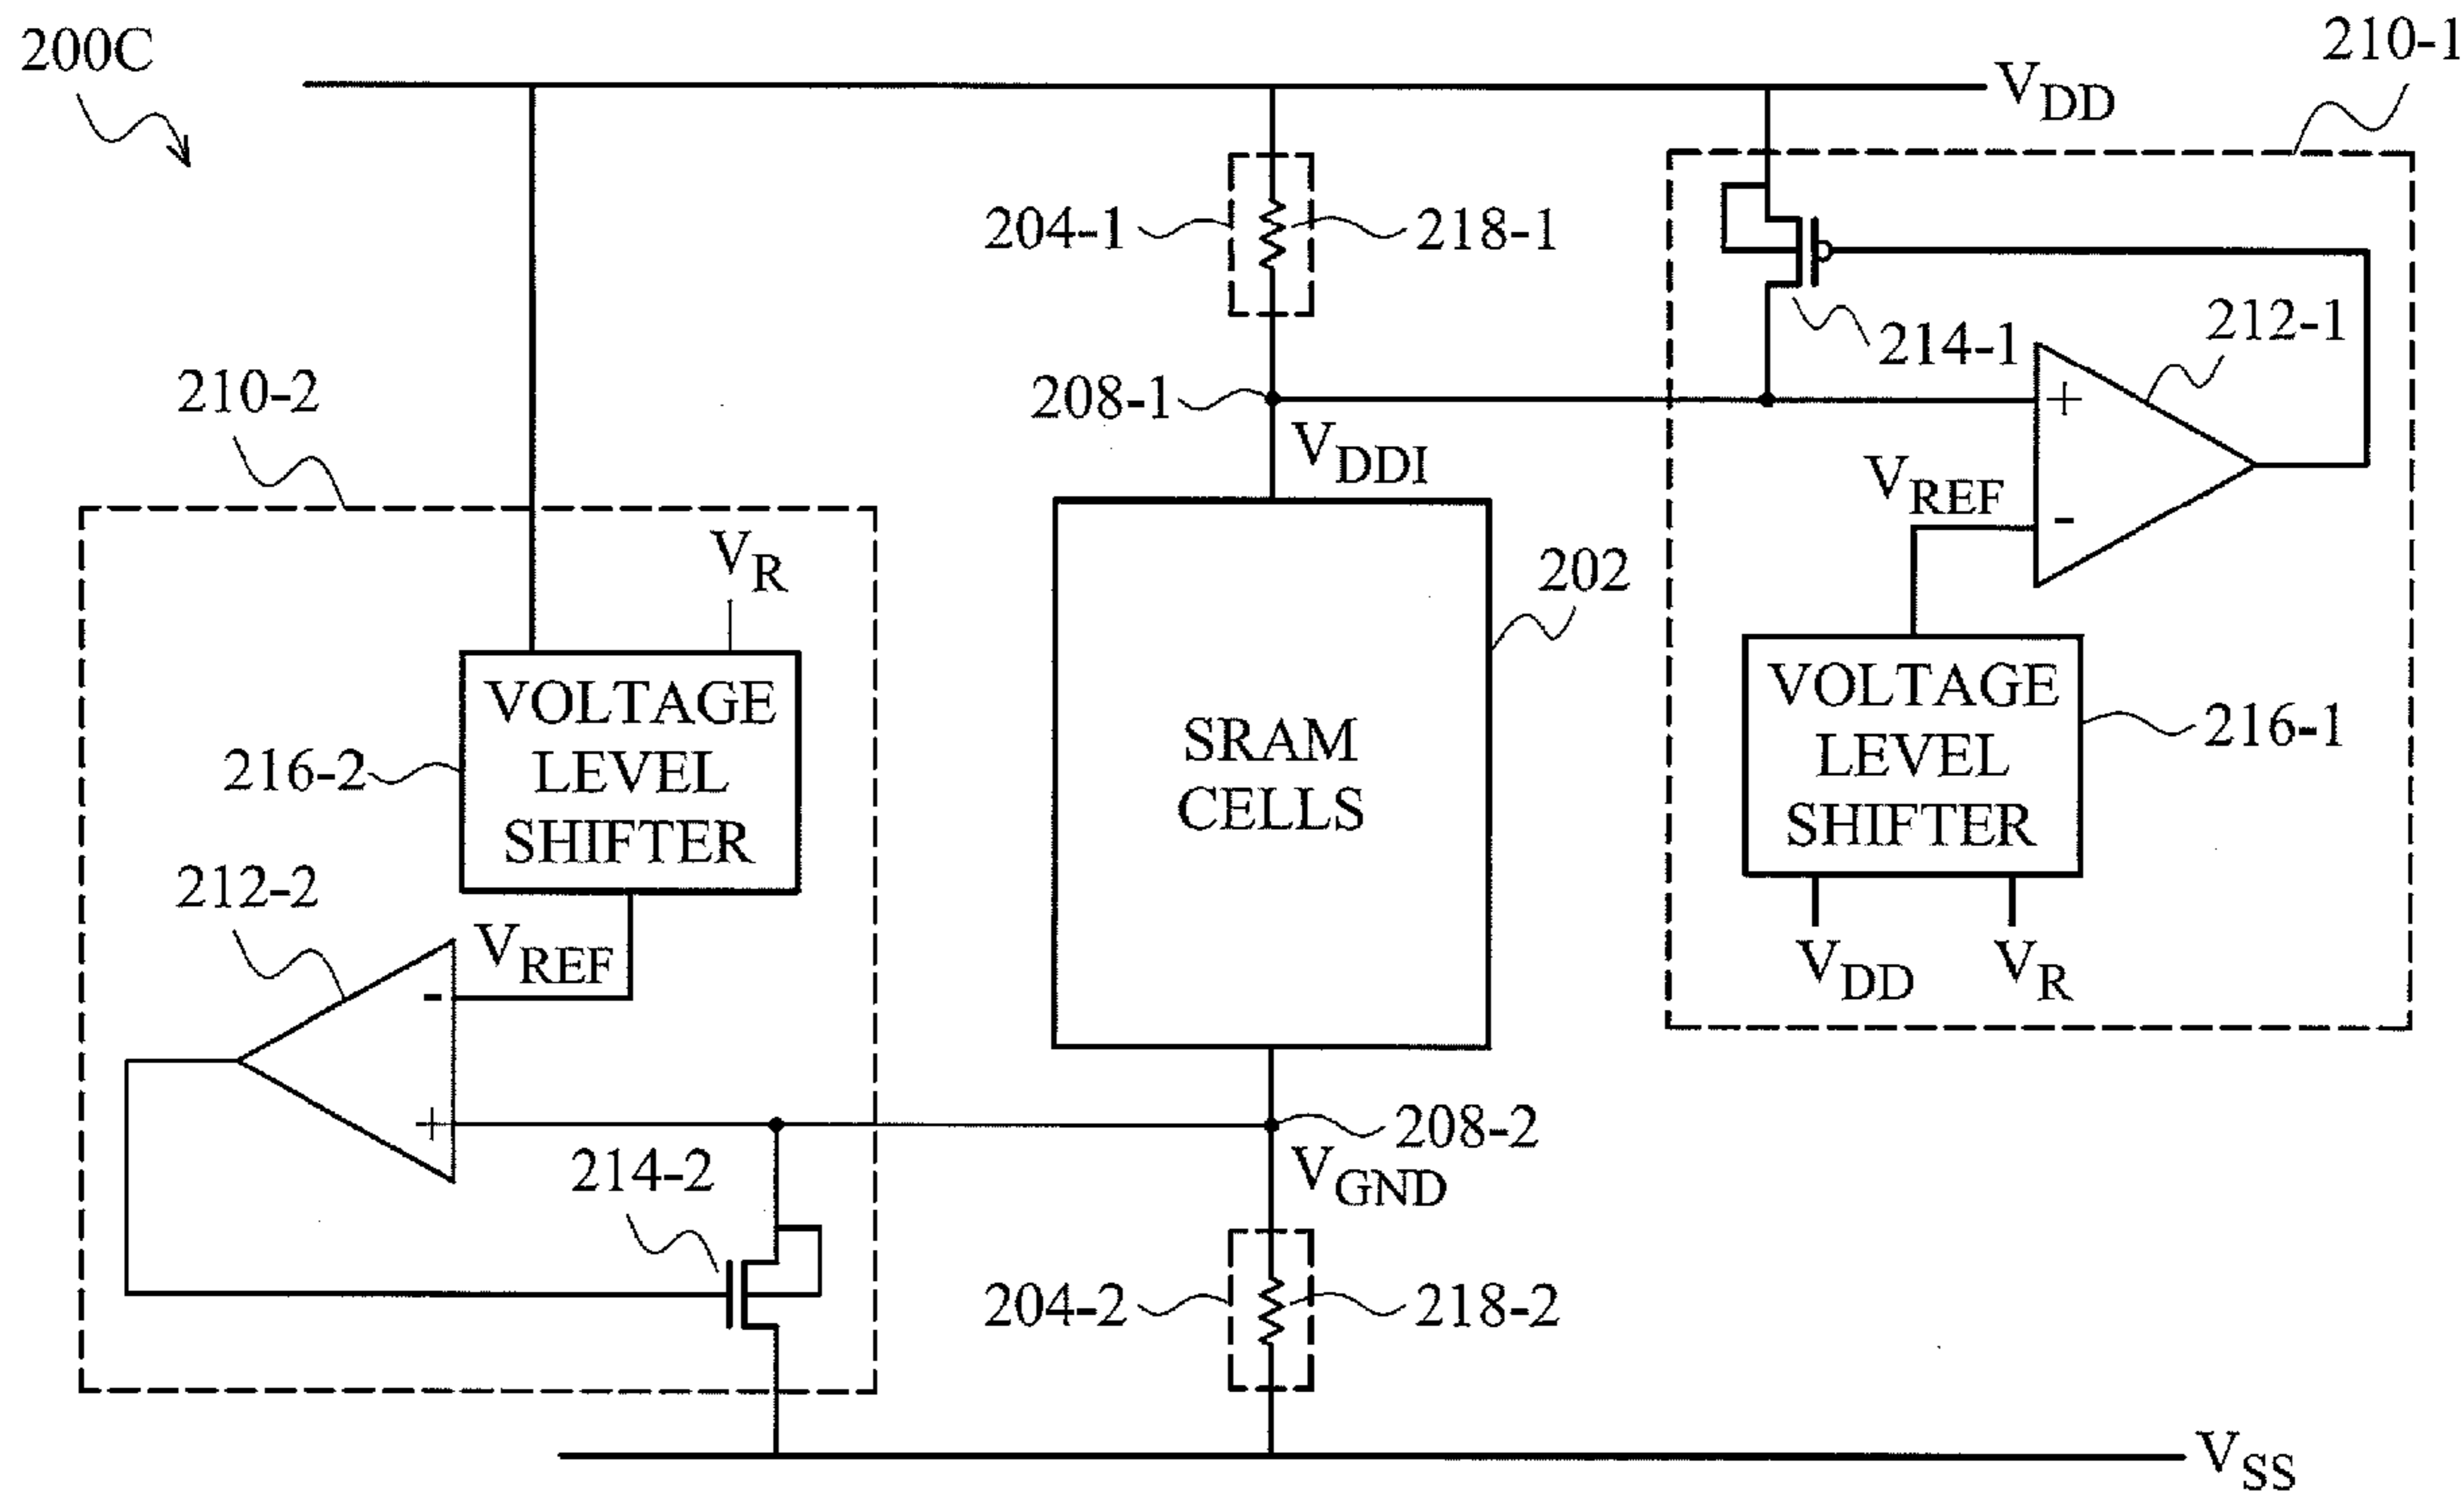 200C
210-1
VDD
204-1
218-1
214-1
212-1
210-2
208-1
+
VDDI
VREF
-
VR
202
VOLTAGE
LEVEL
SHIFTER
216-2
SRAM
CELLS
VOLTAGE
LEVEL
SHIFTER
216-1
212-2
VREF
-
VDD
VR
+
208-2
214-2
VGND
204-2
218-2
VSS